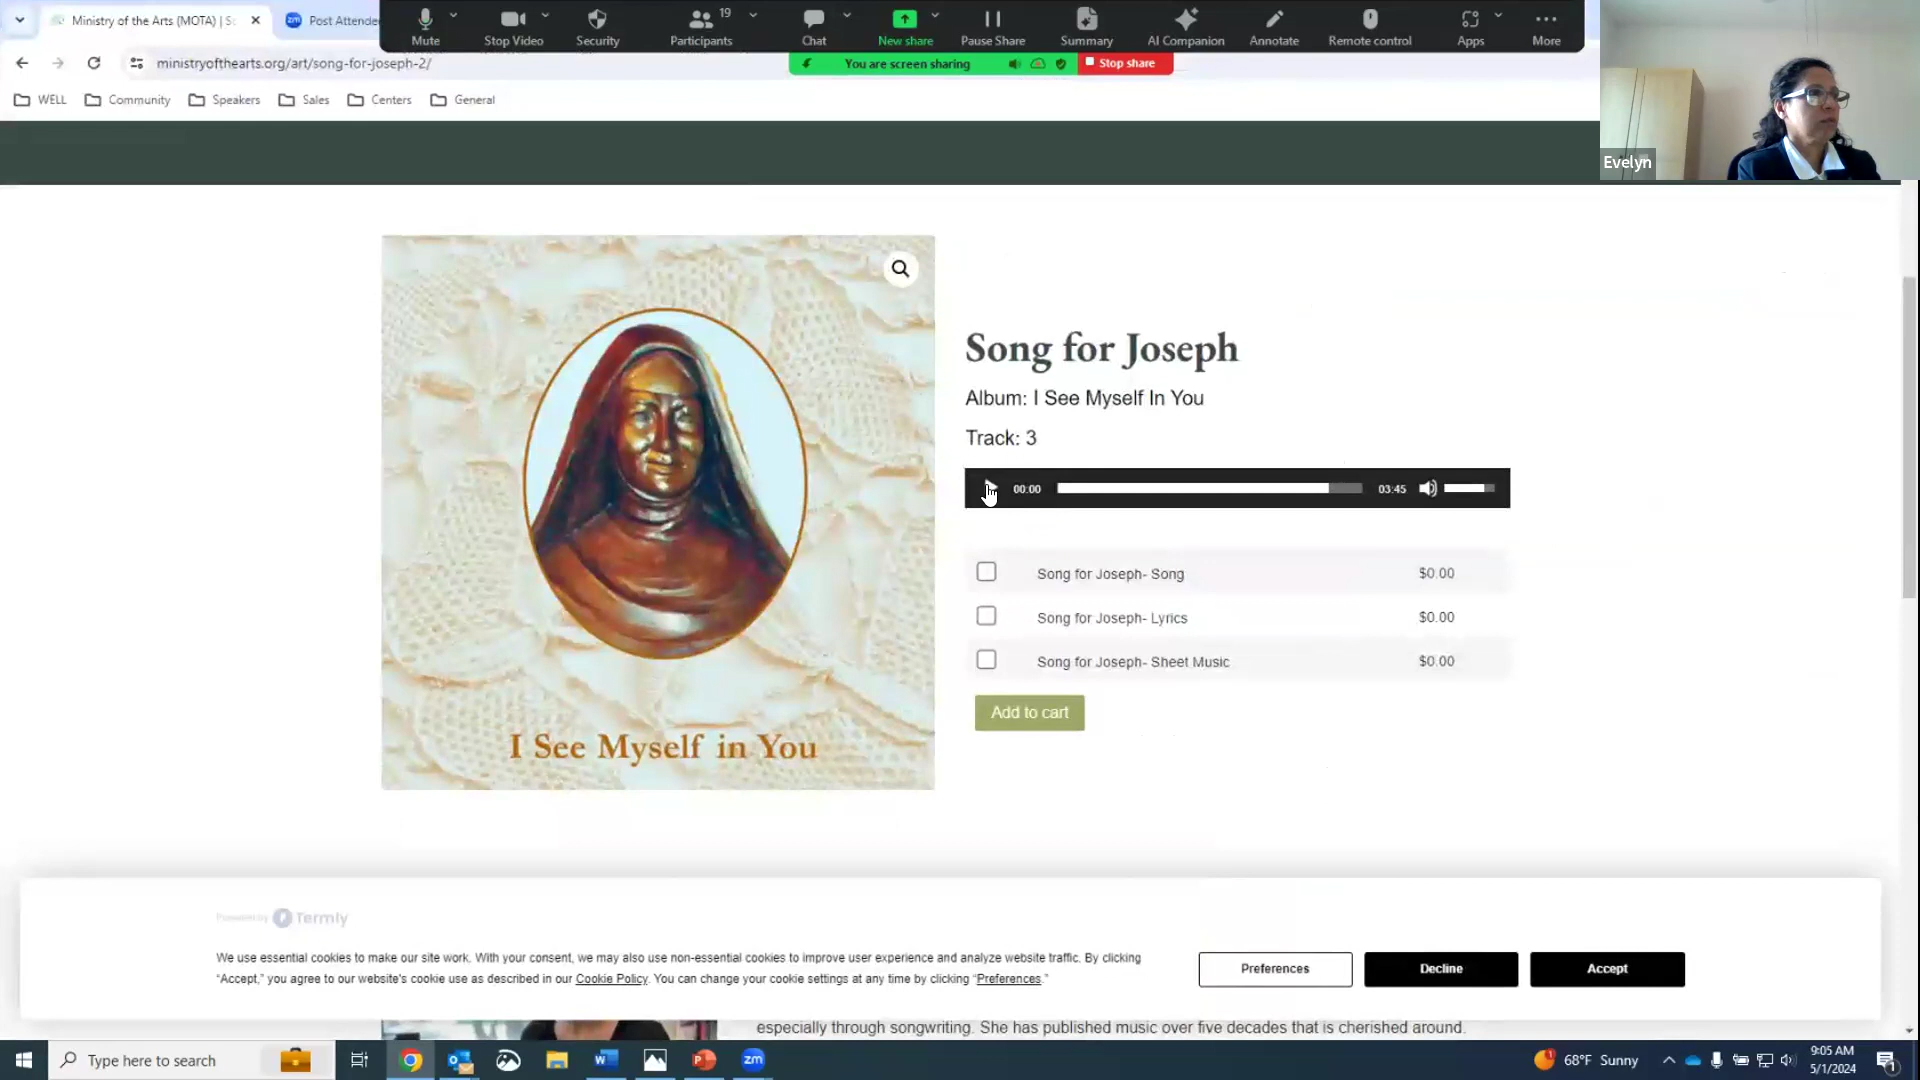 Ministry of the Arts (MOTA) | So
Post Attende
Mute
Stop Video
Security
19
Participants
Chat
New share
Pause Share
Summary
AI Companion
Annotate
Remote control
Apps
More
ministryofthearts.org/art/song-for-joseph-2/
You are screen sharing
Stop share
WELL
Community
Speakers
Sales
Centers
General
Evelyn
Song for Joseph
Album: I See Myself In You
Track: 3
00:00
03:45
Song for Joseph- Song
$0.00
Song for Joseph- Lyrics
$0.00
Song for Joseph- Sheet Music
$0.00
Add to cart
I See Myself in You
Powered by Termly
We use essential cookies to make our site work. With your consent, we may also use non-essential cookies to improve user experience and analyze website traffic. By clicking
“Accept,” you agree to our website's cookie use as described in our Cookie Policy. You can change your cookie settings at any time by clicking “Preferences.”
Preferences
Decline
Accept
especially through songwriting. She has published music over five decades that is cherished around.
Type here to search
zm
68°F Sunny
9:05 AM
5/1/2024